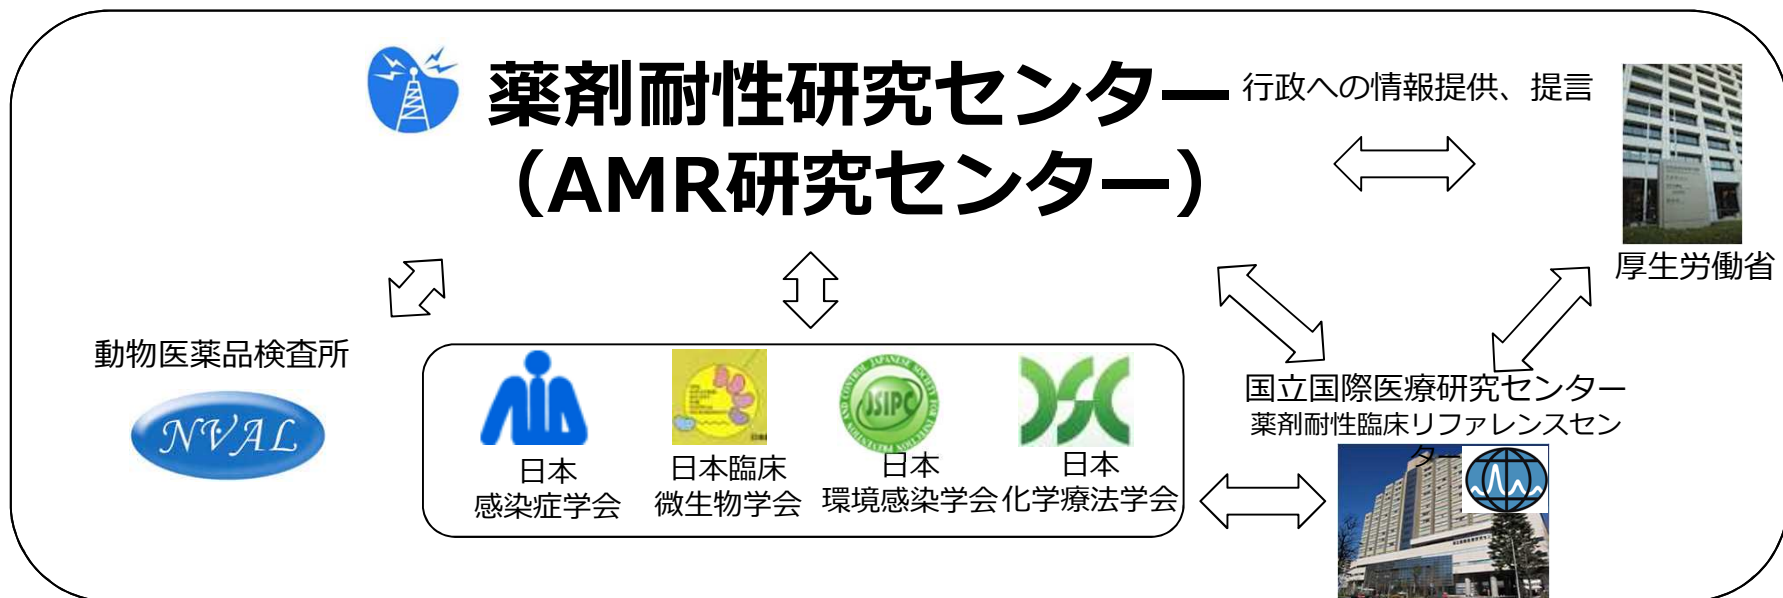 薬剤耐性研究センター
（AMR研究センター）
行政への情報提供、提言
厚生労働省
動物医薬品検査所
NVAL
JSIPC
日本
感染症学会
日本臨床
微生物学会
日本
環境感染学会
日本
化学療法学会
国立国際医療研究センター
薬剤耐性臨床リファレンスセン
ター